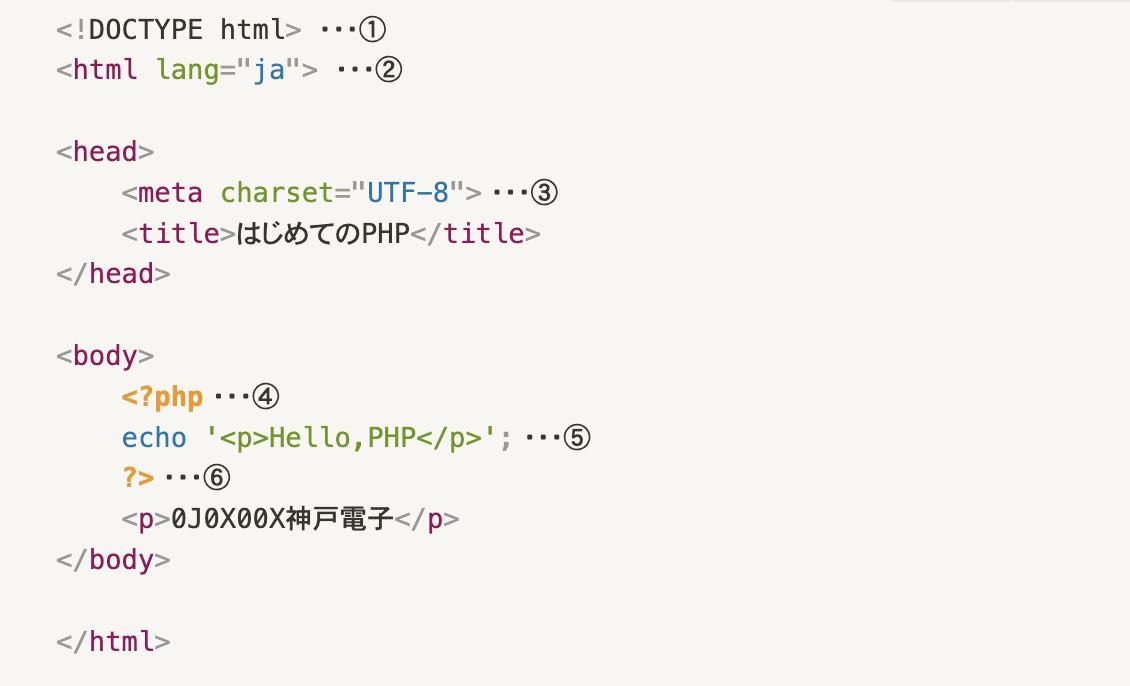 <!DOCTYPE html> ···①
<html lang="ja"> ···②
<head>
<meta charset="UTF-8"> ···③
<title>はじめてのPHP</title>
</head>
<body>
<?php ···④
echo '<p>Hello,PHP</p>'; ···⑤
?> ···⑥
<p>0J0X00X神戸電子</p>
</body>
</html>